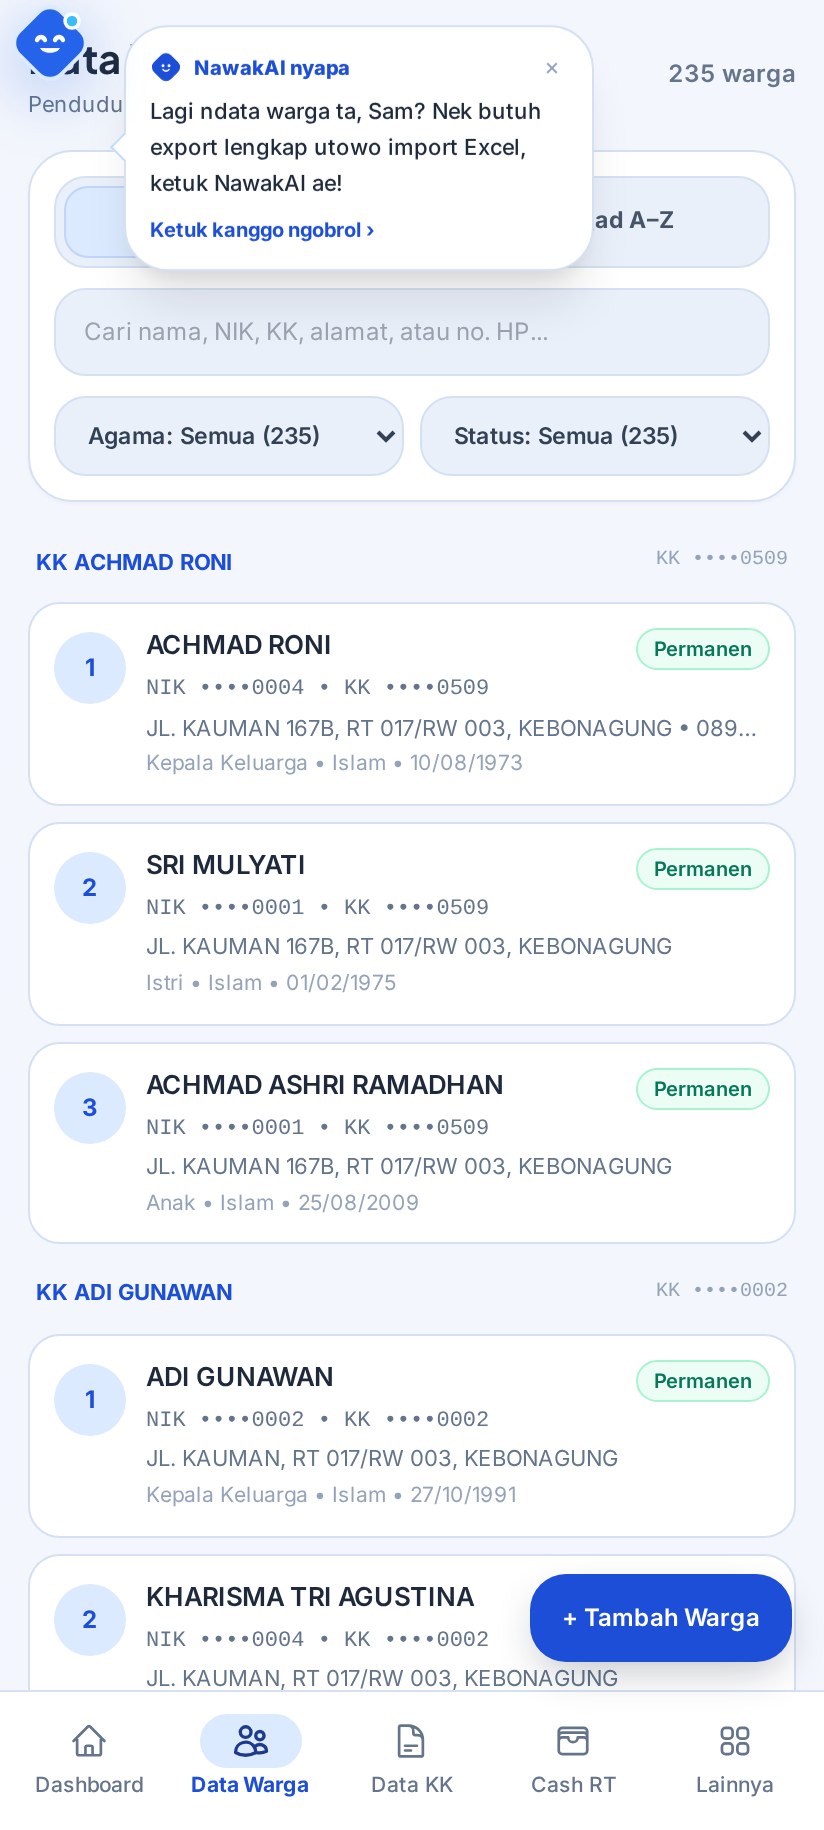 NawakAI nyapa ×
235 warga
Pendudu
Lagi ndata warga ta, Sam? Nek butuh
export lengkap utowo import Excel,
ketuk NawakAI ae!
Ketuk kanggo ngobrol ›
ad A–Z
Cari nama, NIK, KK, alamat, atau no. HP...
Agama: Semua (235)
Status: Semua (235)
KK ACHMAD RONI
KK ••••0509
1
ACHMAD RONI
Permanen
NIK ••••0004 • KK ••••0509
JL. KAUMAN 167B, RT 017/RW 003, KEBONAGUNG • 089...
Kepala Keluarga • Islam • 10/08/1973
2
SRI MULYATI
Permanen
NIK ••••0001 • KK ••••0509
JL. KAUMAN 167B, RT 017/RW 003, KEBONAGUNG
Istri • Islam • 01/02/1975
3
ACHMAD ASHRI RAMADHAN
Permanen
NIK ••••0001 • KK ••••0509
JL. KAUMAN 167B, RT 017/RW 003, KEBONAGUNG
Anak • Islam • 25/08/2009
KK ADI GUNAWAN
KK ••••0002
1
ADI GUNAWAN
Permanen
NIK ••••0002 • KK ••••0002
JL. KAUMAN, RT 017/RW 003, KEBONAGUNG
Kepala Keluarga • Islam • 27/10/1991
2
KHARISMA TRI AGUSTINA
NIK ••••0004 • KK ••••0002
JL. KAUMAN, RT 017/RW 003, KEBONAGUNG
+ Tambah Warga
Dashboard
Data Warga
Data KK
Cash RT
Lainnya